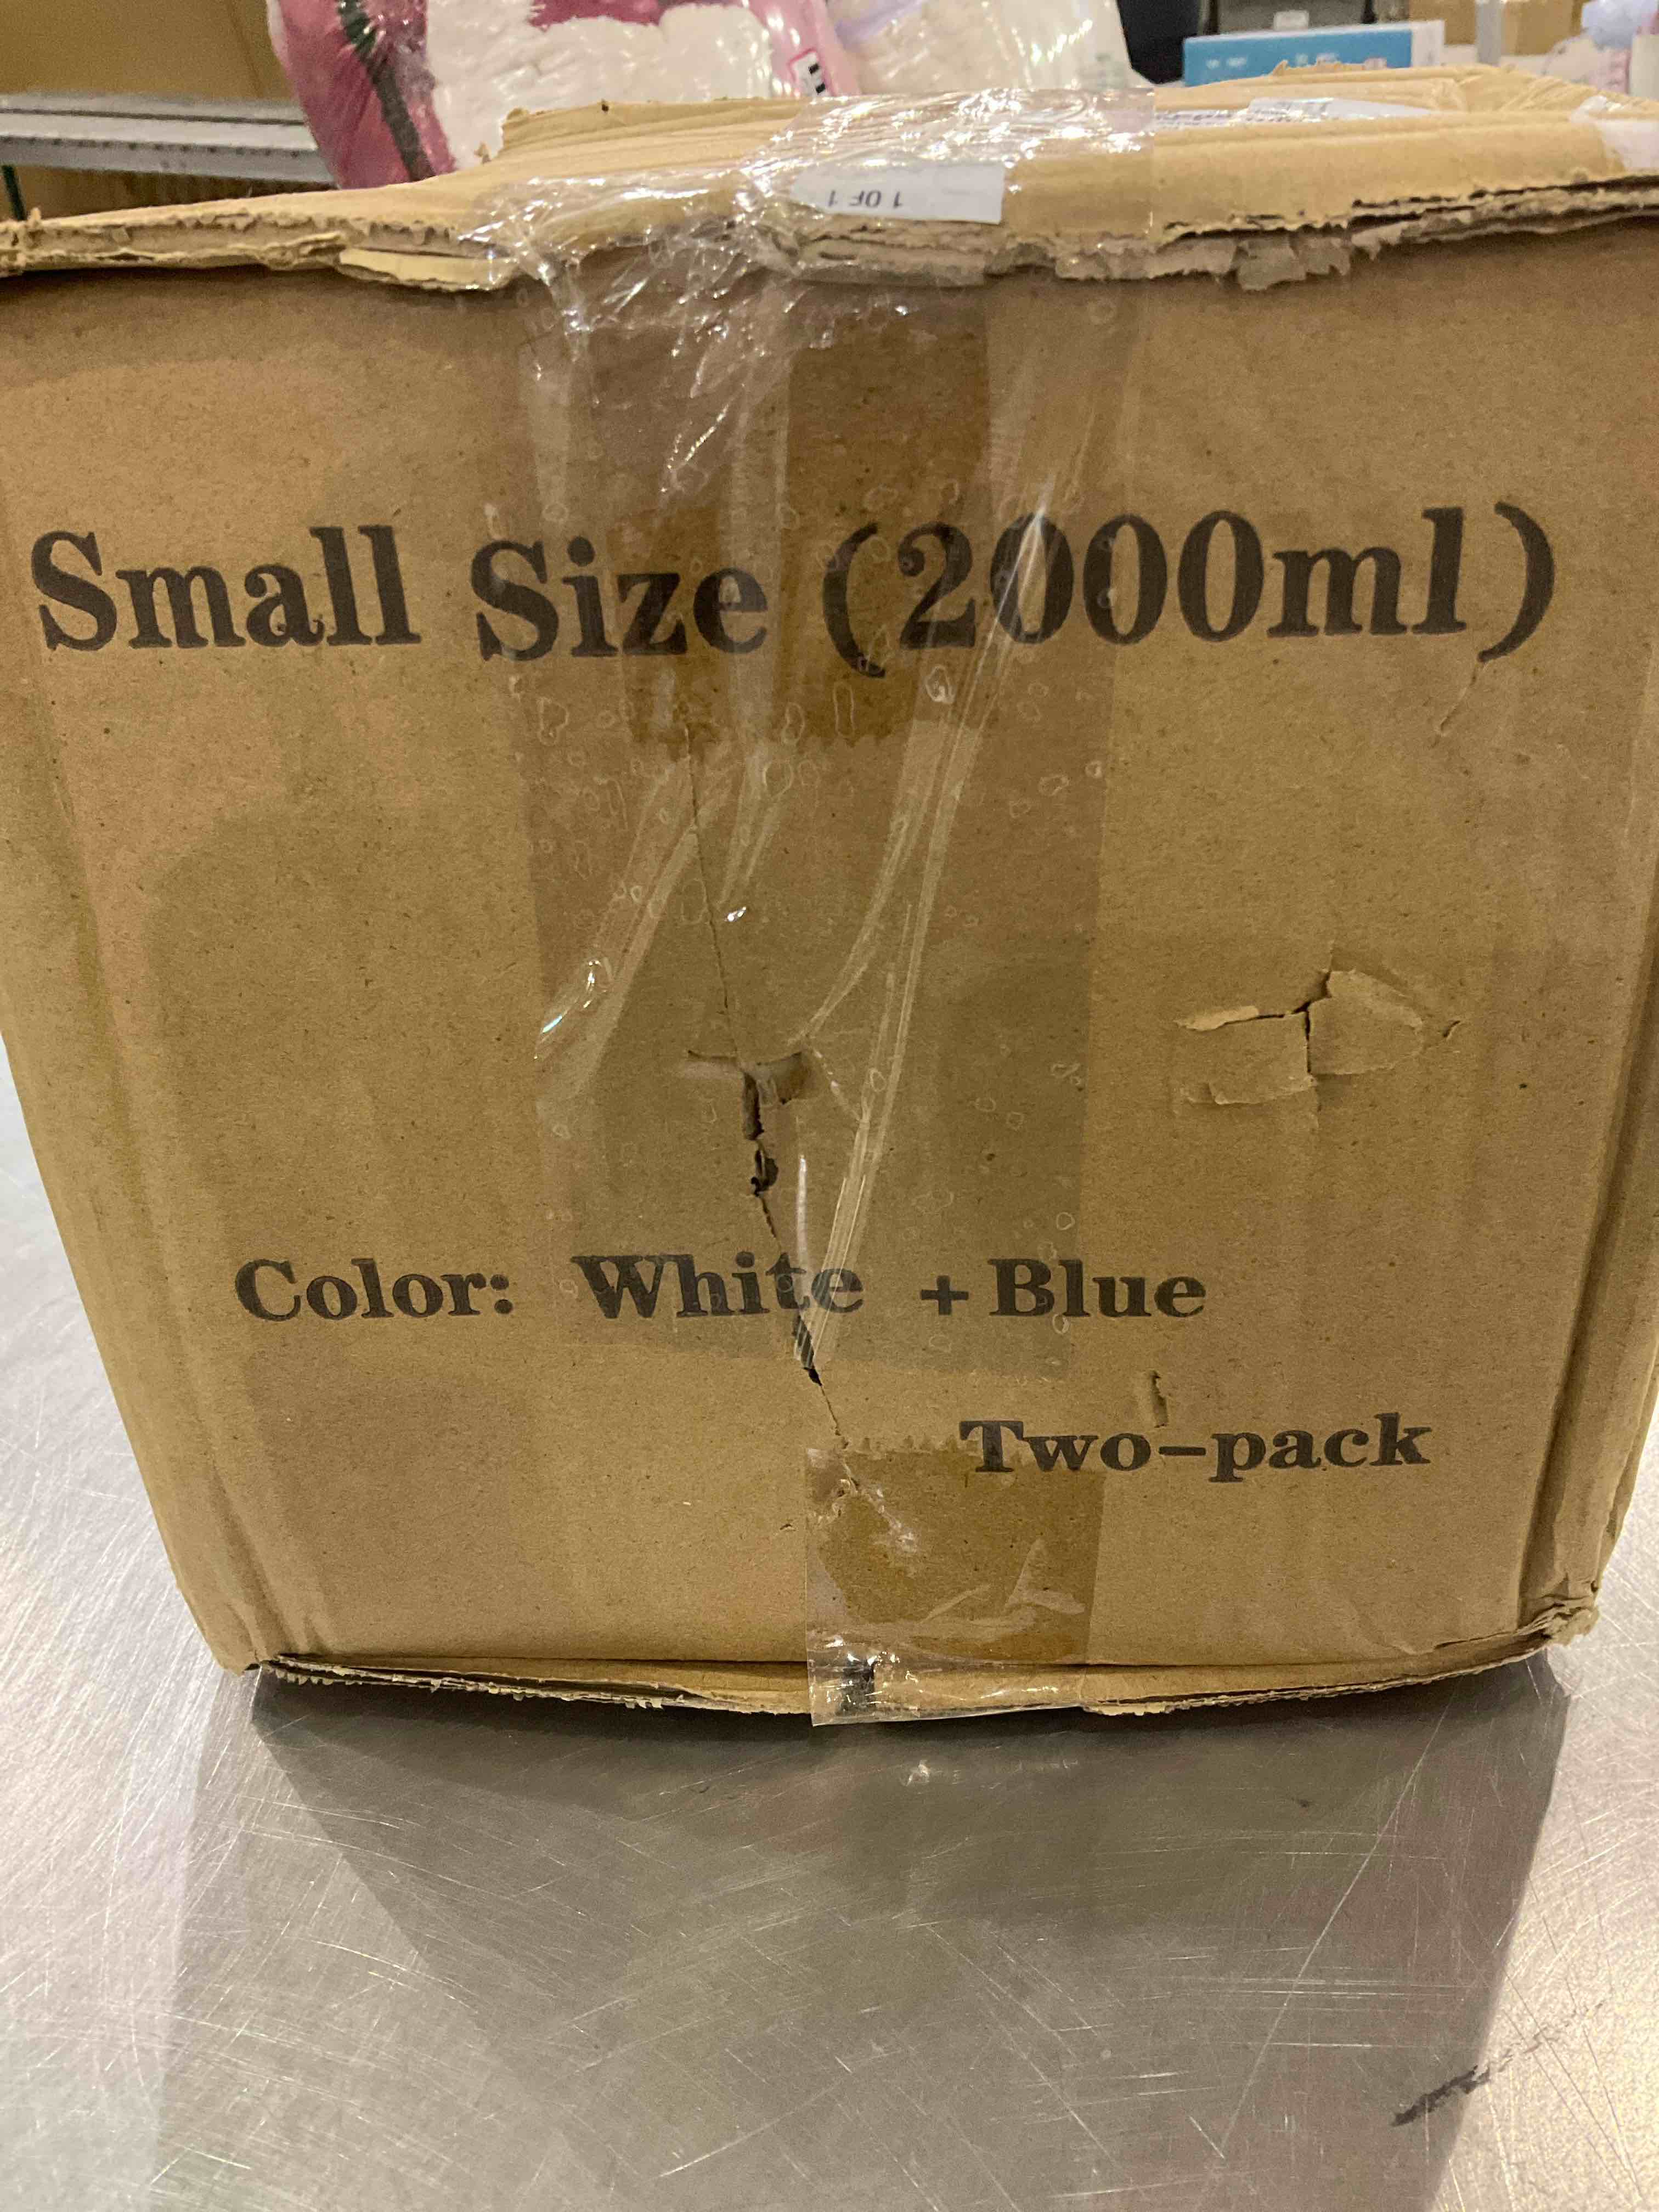 1 OF 1
Small Size (2000ml)
Color: White +Blue
Two-pack